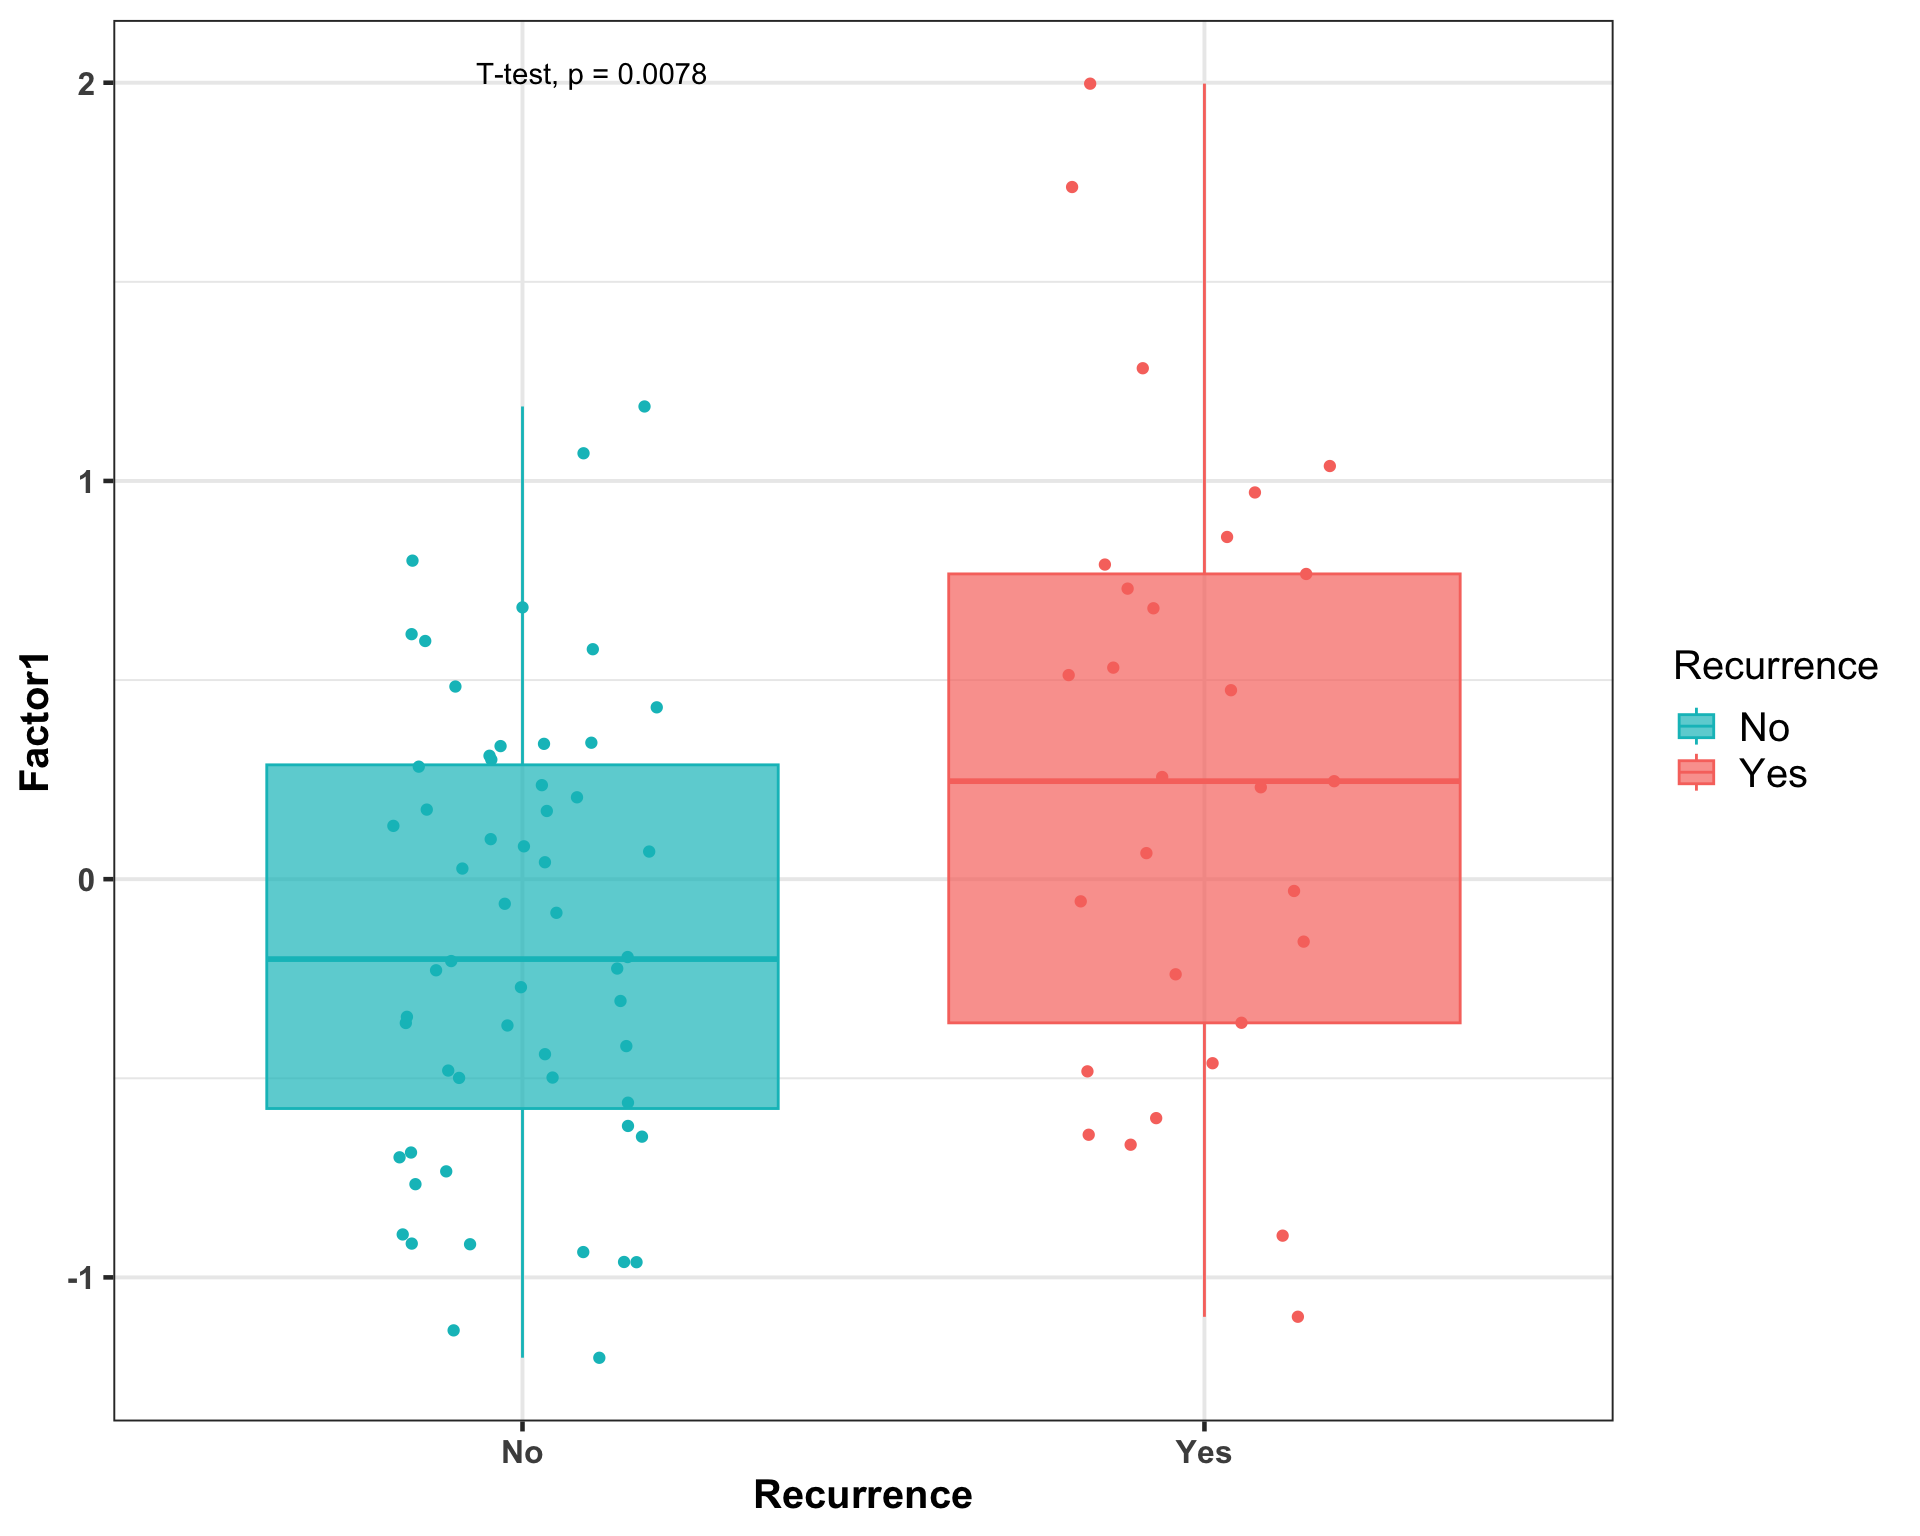 T-test, p = 0.0078
2
1
0
-1
Factor1
No
Yes
Recurrence
Recurrence
No
Yes